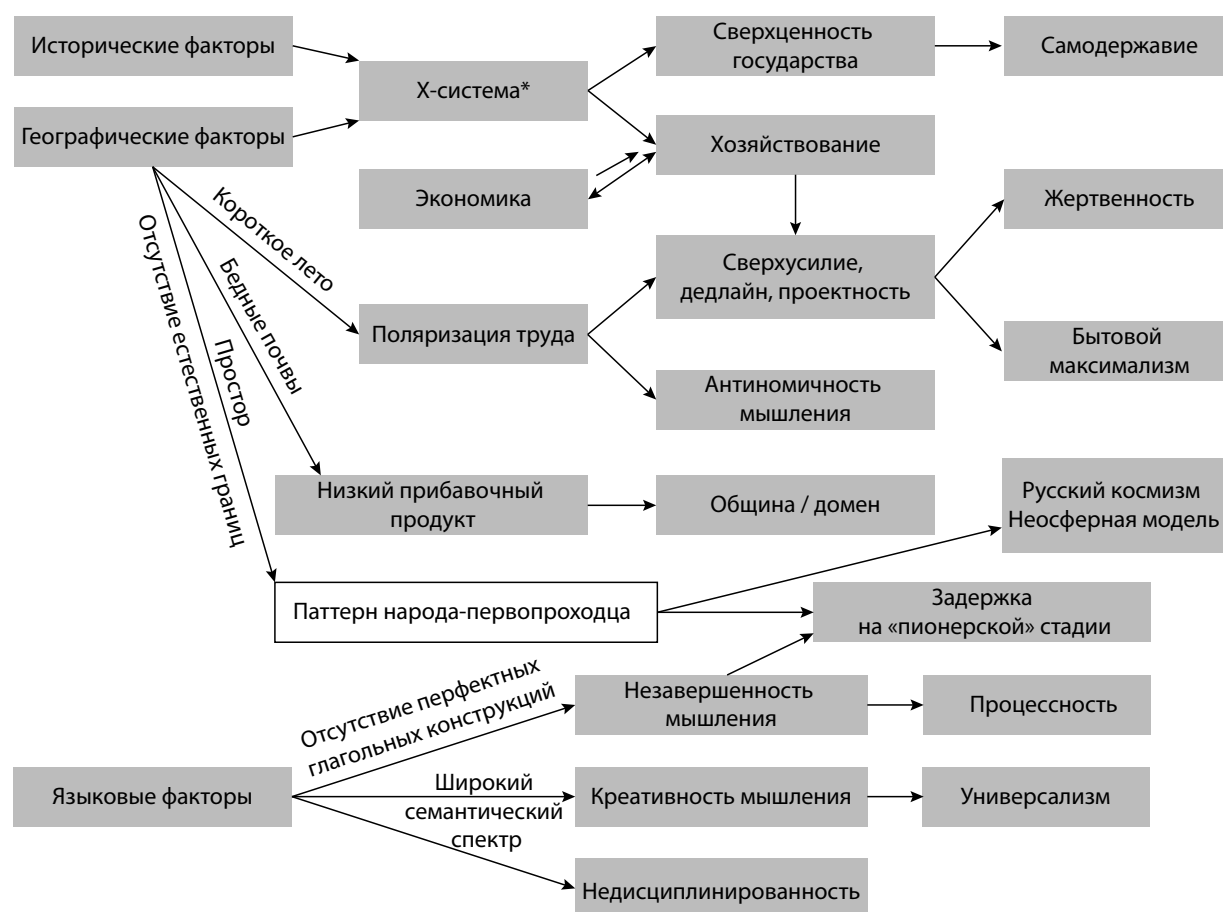 Исторические факторы
Сверхценность
государства
Самодержавие
Х-система*
Географические факторы
Хозяйствование
Экономика
Жертвенность
Короткое лето
Сверхусилие,
дедлайн, проектность
Бедные почвы
Поляризация труда
Простор
Отсутствие естественных границ
Бытовой
максимализм
Антиномичность
мышления
Низкий прибавочный
продукт
Община / домен
Русский космизм
Неосферная модель
Паттерн народа-первопроходца
Задержка
на «пионерской» стадии
Отсутствие перфектных
глагольных конструкций
Незавершенность
мышления
Процессность
Языковые факторы
Широкий
семантический
спектр
Креативность мышления
Универсализм
Недисциплинированность